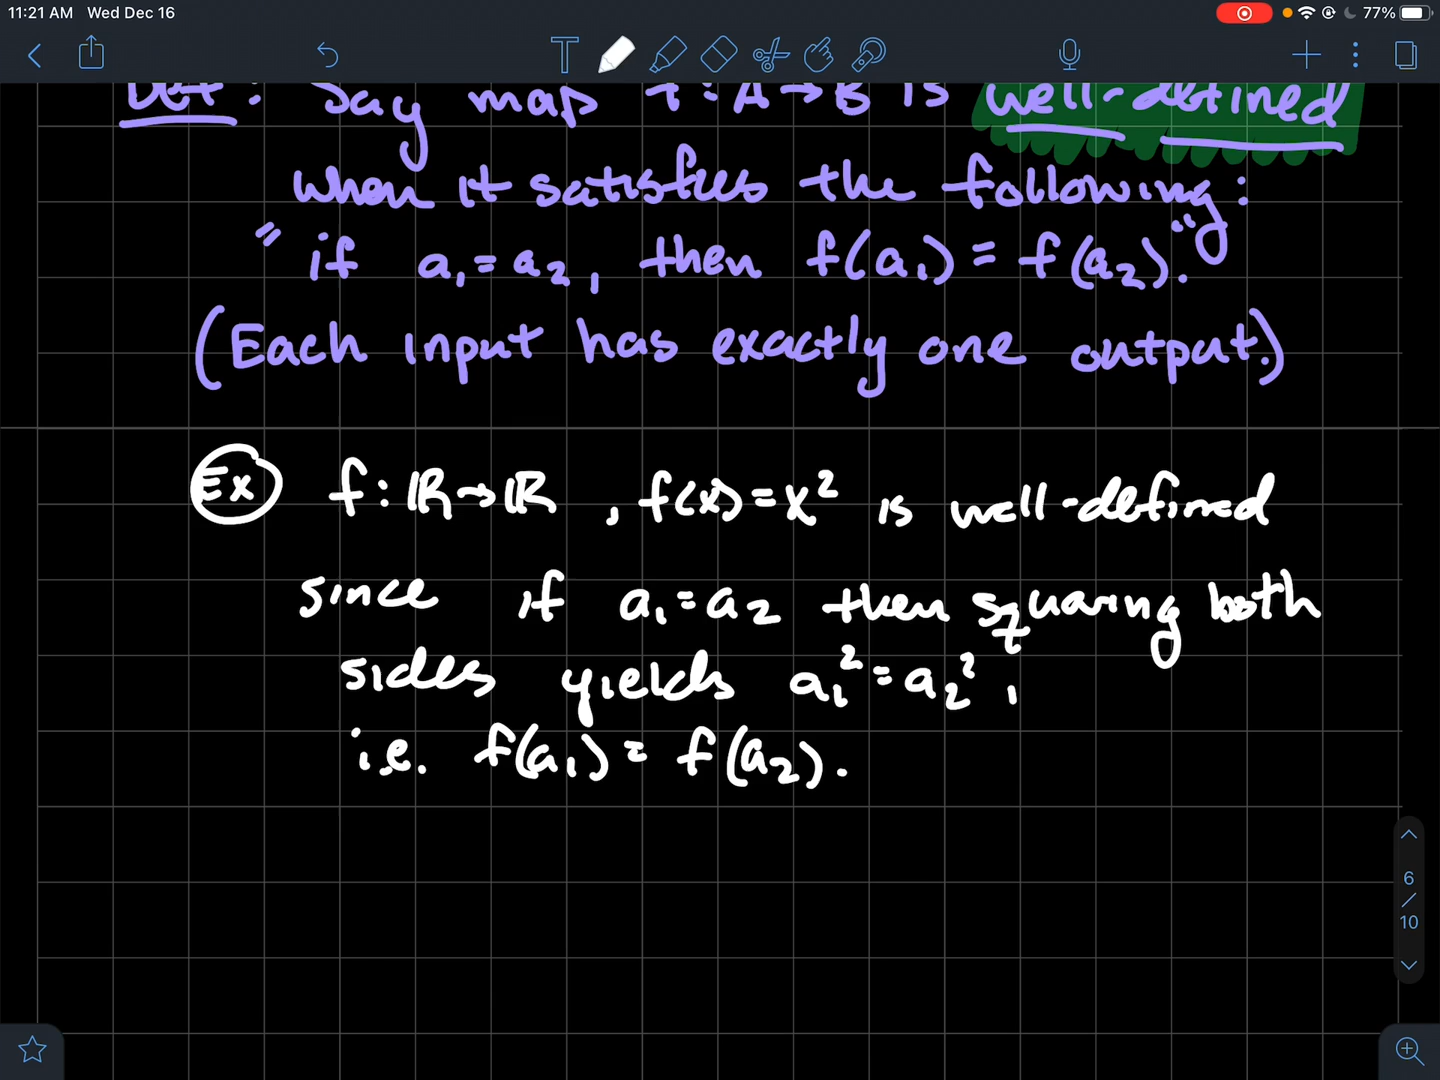 11:21 AM Wed Dec 16
77%
T
Def: Say map f: A → B is well-defined
when it satisfies the following:
"if a₁ = a₂, then f(a₁) = f(a₂)."
(Each input has exactly one output.)
Ex f: ℝ → ℝ, f(x) = x² is well-defined
since if a₁ = a₂ then squaring both
sides yields a₁² = a₂²,
i.e. f(a₁) = f(a₂).
6
/
10